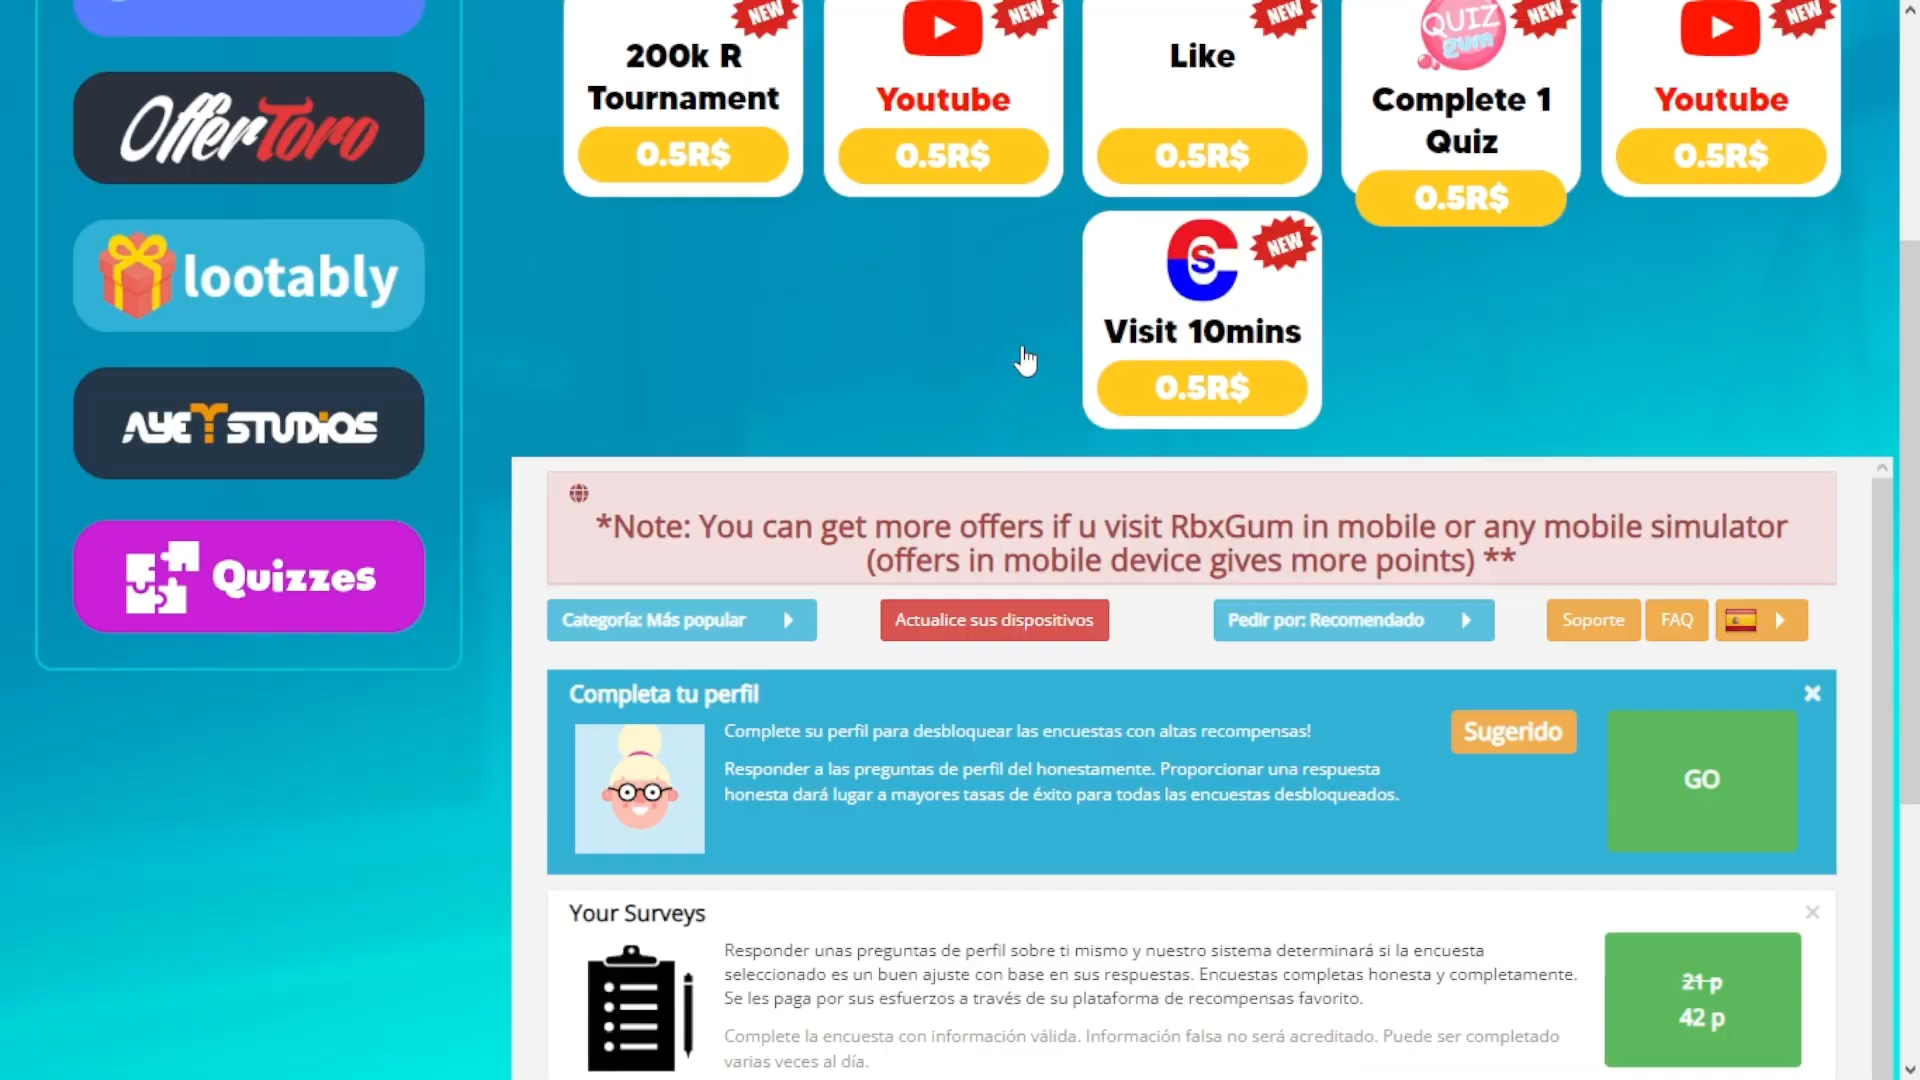 OfferToro
lootably
AYETSTUDIOS
Quizzes
NEW
200k R
Tournament
0.5R$
NEW
Youtube
0.5R$
NEW
Like
0.5R$
QUIZ
gum
NEW
Complete 1
Quiz
0.5R$
NEW
Youtube
0.5R$
CS
NEW
Visit 10mins
0.5R$
*Note: You can get more offers if u visit RbxGum in mobile or any mobile simulator
(offers in mobile device gives more points) **
Categoría: Más popular
Actualice sus dispositivos
Pedir por: Recomendado
Soporte
FAQ
Completa tu perfil
Complete su perfil para desbloquear las encuestas con altas recompensas!
Responder a las preguntas de perfil del honestamente. Proporcionar una respuesta
honesta dará lugar a mayores tasas de éxito para todas las encuestas desbloqueados.
Sugerido
GO
Your Surveys
Responder unas preguntas de perfil sobre ti mismo y nuestro sistema determinará si la encuesta
seleccionado es un buen ajuste con base en sus respuestas. Encuestas completas honesta y completamente.
Se les paga por sus esfuerzos a través de su plataforma de recompensas favorito.
Complete la encuesta con información válida. Información falsa no será acreditado. Puede ser completado
varias veces al día.
21 p
42 p